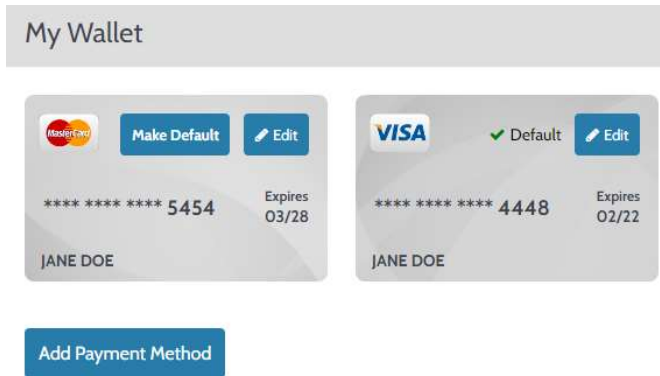 My Wallet
MasterCard Make Default Edit
**** **** **** 5454 Expires 03/28
JANE DOE
VISA Default Edit
**** **** **** 4448 Expires 02/22
JANE DOE
Add Payment Method